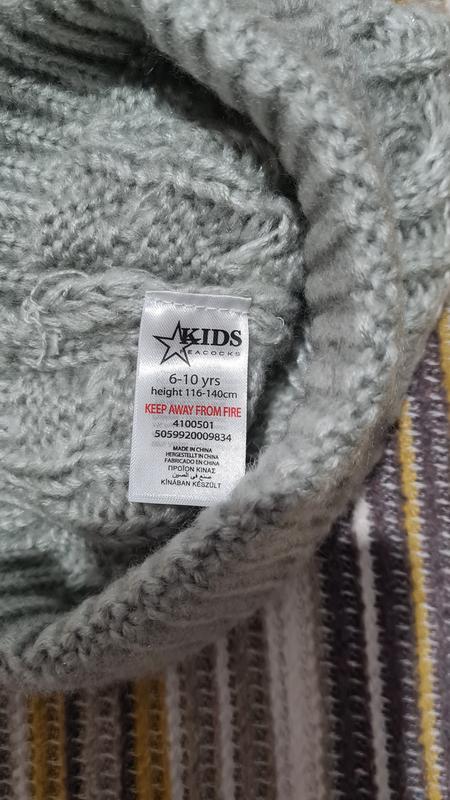 KIDS
PEACOCKS
6-10 yrs
height 116-140cm
KEEP AWAY FROM FIRE
4100501
5059920009834
MADE IN CHINA
HERGESTELLT IN CHINA
FABRICADO EN CHINA
ΠΡΟΪΟΝ ΚΙΝΑΣ
صنع في الصين
KÍNÁBAN KÉSZÜLT